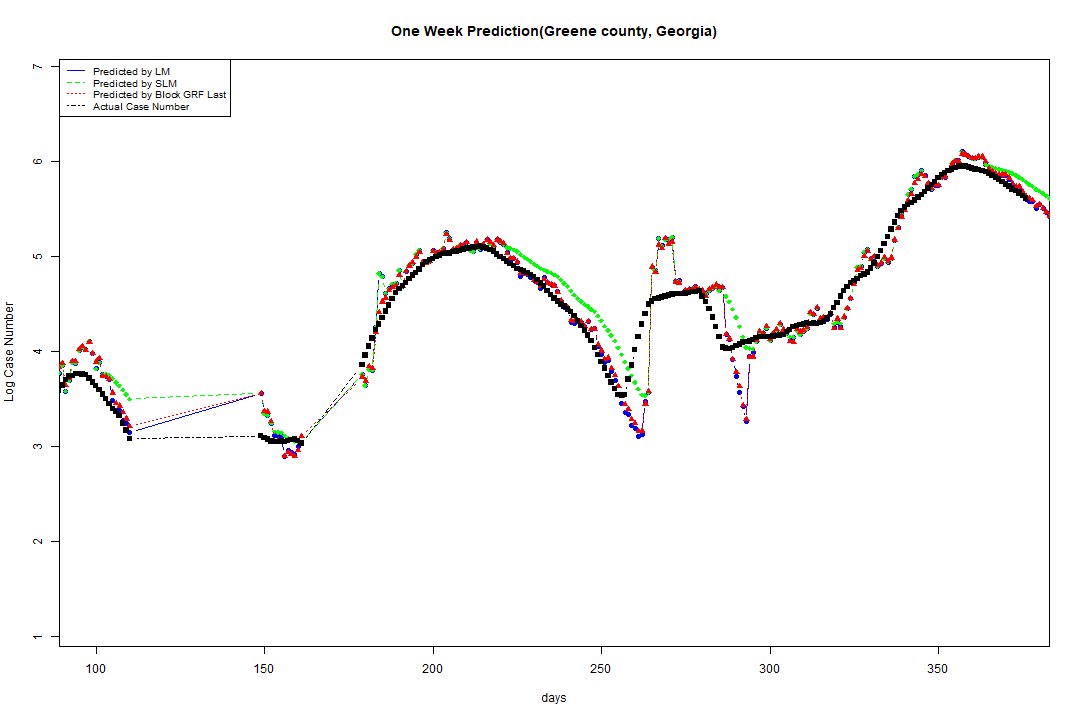 One Week Prediction(Greene county, Georgia)
Predicted by LM
Predicted by SLM
Predicted by Block GRF Last
Actual Case Number
7
6
5
4
3
2
1
Log Case Number
100 150 200 250 300 350
days